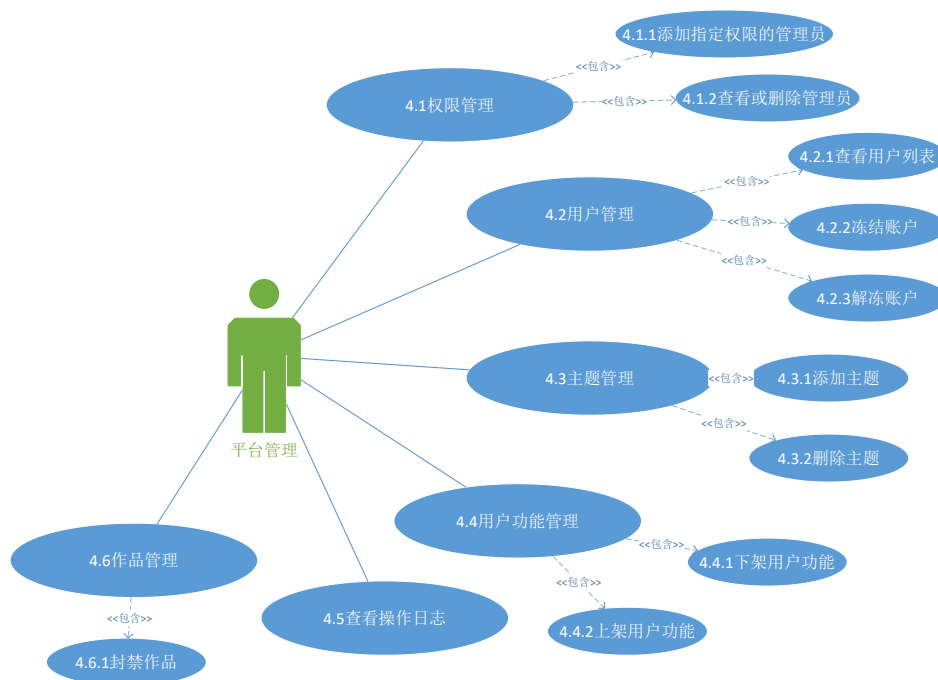 4.1.1添加指定权限的管理员
<<包含>>
4.1权限管理
<<包含>>
4.1.2查看或删除管理员
4.2.1查看用户列表
<<包含>>
4.2用户管理
<<包含>>
4.2.2冻结账户
<<包含>>
4.2.3解冻账户
4.3主题管理
<<包含>>
4.3.1添加主题
<<包含>>
4.3.2删除主题
平台管理
4.4用户功能管理
<<包含>>
4.4.1下架用户功能
<<包含>>
4.4.2上架用户功能
4.5查看操作日志
4.6作品管理
<<包含>>
4.6.1封禁作品